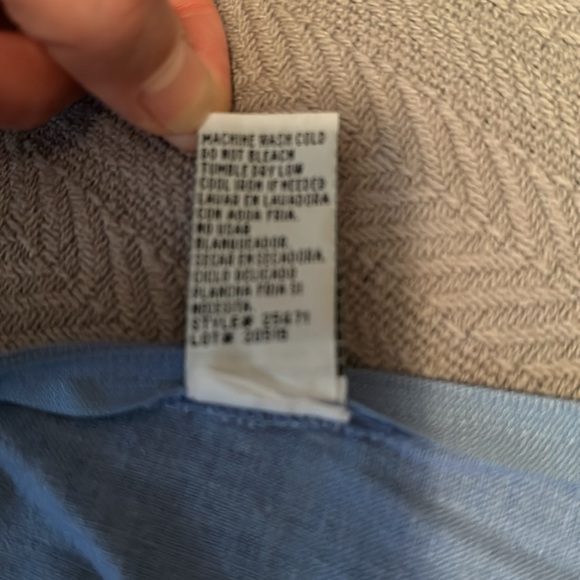 MACHINE WASH COLD
DO NOT BLEACH
TUMBLE DRY LOW
COOL IRON IF NEEDED
LAVAR EN LAVADORA
CON AGUA FRIA.
NO USAR
BLANQUEADOR.
SECAR EN SECADORA.
CICLO DELICADO
PLANCHA FRIA SI
NECESITA.
STYLE# 25671
LOT#